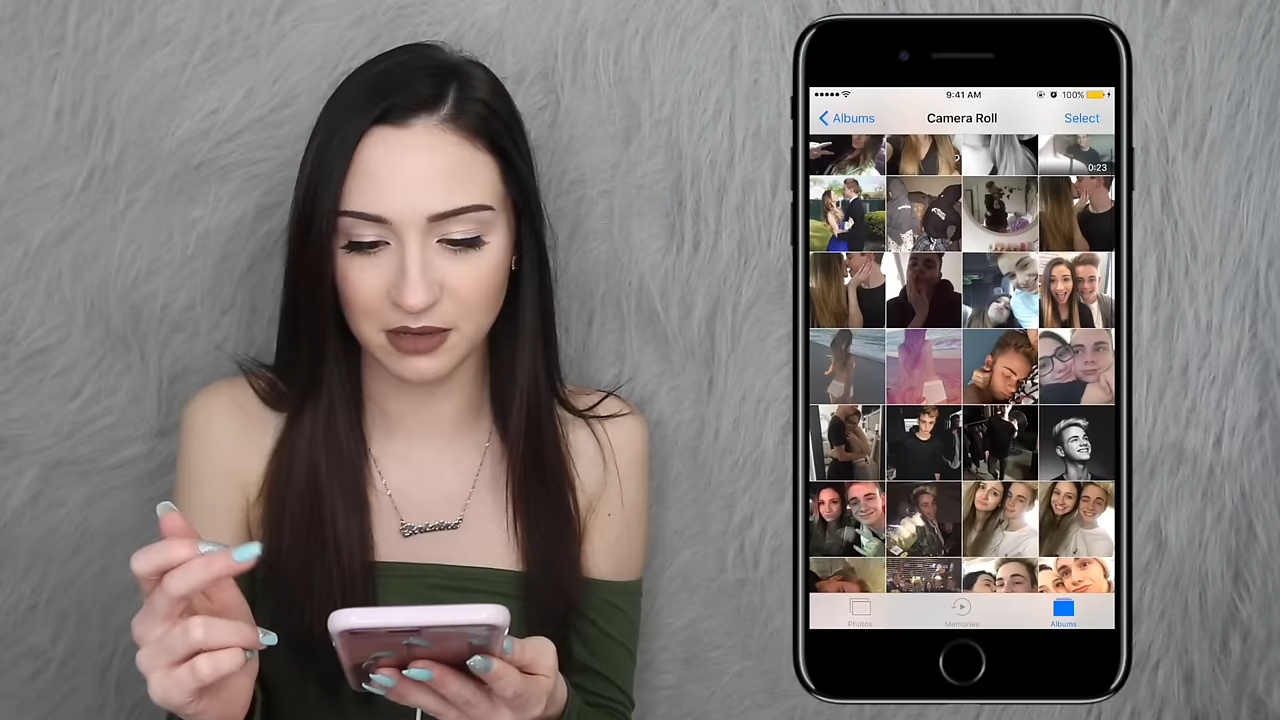 9:41 AM
100%
Albums
Camera Roll
Select
0:23
Photos
Memories
Albums